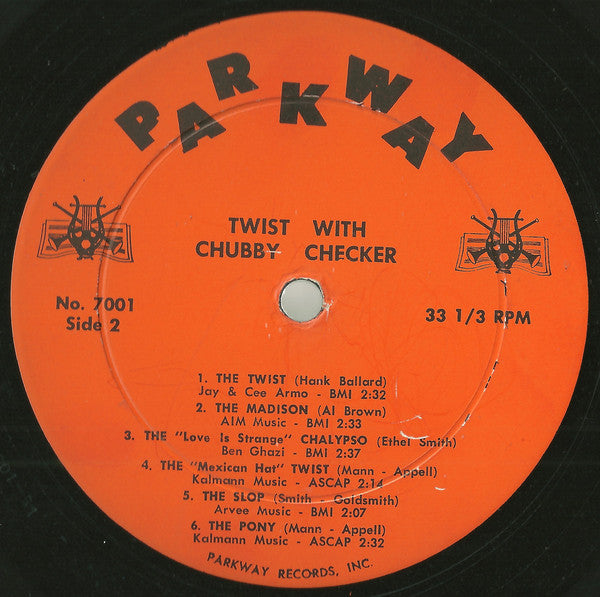 PARKWAY
TWIST WITH
CHUBBY CHECKER
No. 7001
Side 2
33 1/3 RPM
1. THE TWIST (Hank Ballard)
Jay & Cee Armo - BMI 2:32
2. THE MADISON (Al Brown)
AIM Music - BMI 2:33
3. THE "Love Is Strange" CHALYPSO (Ethel Smith)
Ben Ghazi - BMI 2:37
4. THE "Mexican Hat" TWIST (Mann - Appell)
Kalmann Music - ASCAP 2:14
5. THE SLOP (Smith - Goldsmith)
Arvee Music - BMI 2:07
6. THE PONY (Mann - Appell)
Kalmann Music - ASCAP 2:32
PARKWAY RECORDS, INC.